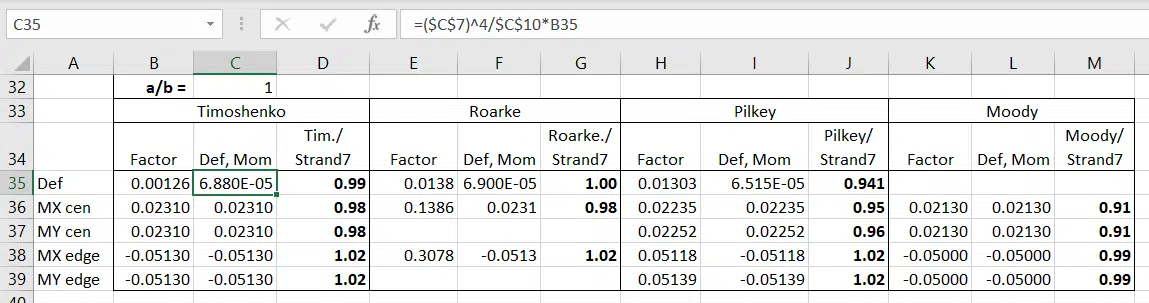 C35 fx =($C$7)^4/$C$10*B35
A B C D E F G H I J K L M
32 a/b = 1
33 Timoshenko Roarke Pilkey Moody
Tim./ Roarke./ Pilkey/ Moody/
34 Factor Def, Mom Strand7 Factor Def, Mom Strand7 Factor Def, Mom Strand7 Factor Def, Mom Strand7
35 Def 0.00126 6.880E-05 0.99 0.0138 6.900E-05 1.00 0.01303 6.515E-05 0.941
36 MX cen 0.02310 0.02310 0.98 0.1386 0.0231 0.98 0.02235 0.02235 0.95 0.02130 0.02130 0.91
37 MY cen 0.02310 0.02310 0.98 0.02252 0.02252 0.96 0.02130 0.02130 0.91
38 MX edge -0.05130 -0.05130 1.02 0.3078 -0.0513 1.02 0.05118 -0.05118 1.02 -0.05000 -0.05000 0.99
39 MY edge -0.05130 -0.05130 1.02 0.05139 -0.05139 1.02 -0.05000 -0.05000 0.99